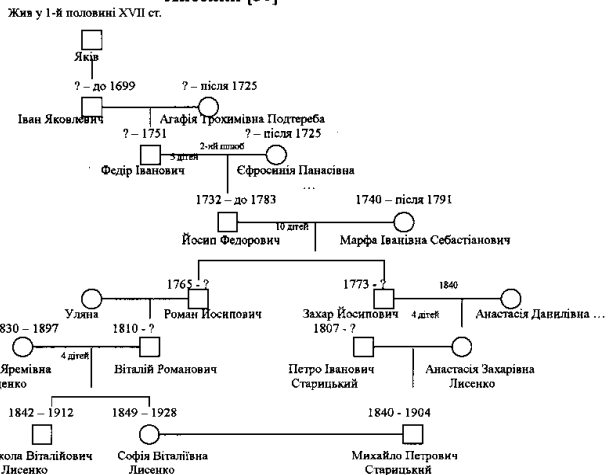 Жив у 1-й половині XVII ст.
Яків
? – до 1699
? – після 1725
Іван Яковлевич
Агафія Трохимівна Подтереба
? – 1751
? – після 1725
2-ий шлюб
5 дітей
Федір Іванович
Єфросинія Панасівна
…
1732 – до 1783
1740 – після 1791
10 дітей
Йосип Федорович
Марфа Іванівна Себастіанович
1765 - ?
1773 - ?
1840
Уляна
Роман Йосипович
Захар Йосипович
4 дітей
Анастасія Данилівна …
830 – 1897
1810 - ?
1807 - ?
4 дітей
Яремівна
ценко
Віталій Романович
Петро Іванович
Старицький
Анастасія Захарівна
Лисенко
1842 – 1912
1849 – 1928
1840 - 1904
кола Віталійович
Лисенко
Софія Віталіївна
Лисенко
Михайло Петрович
Старицький